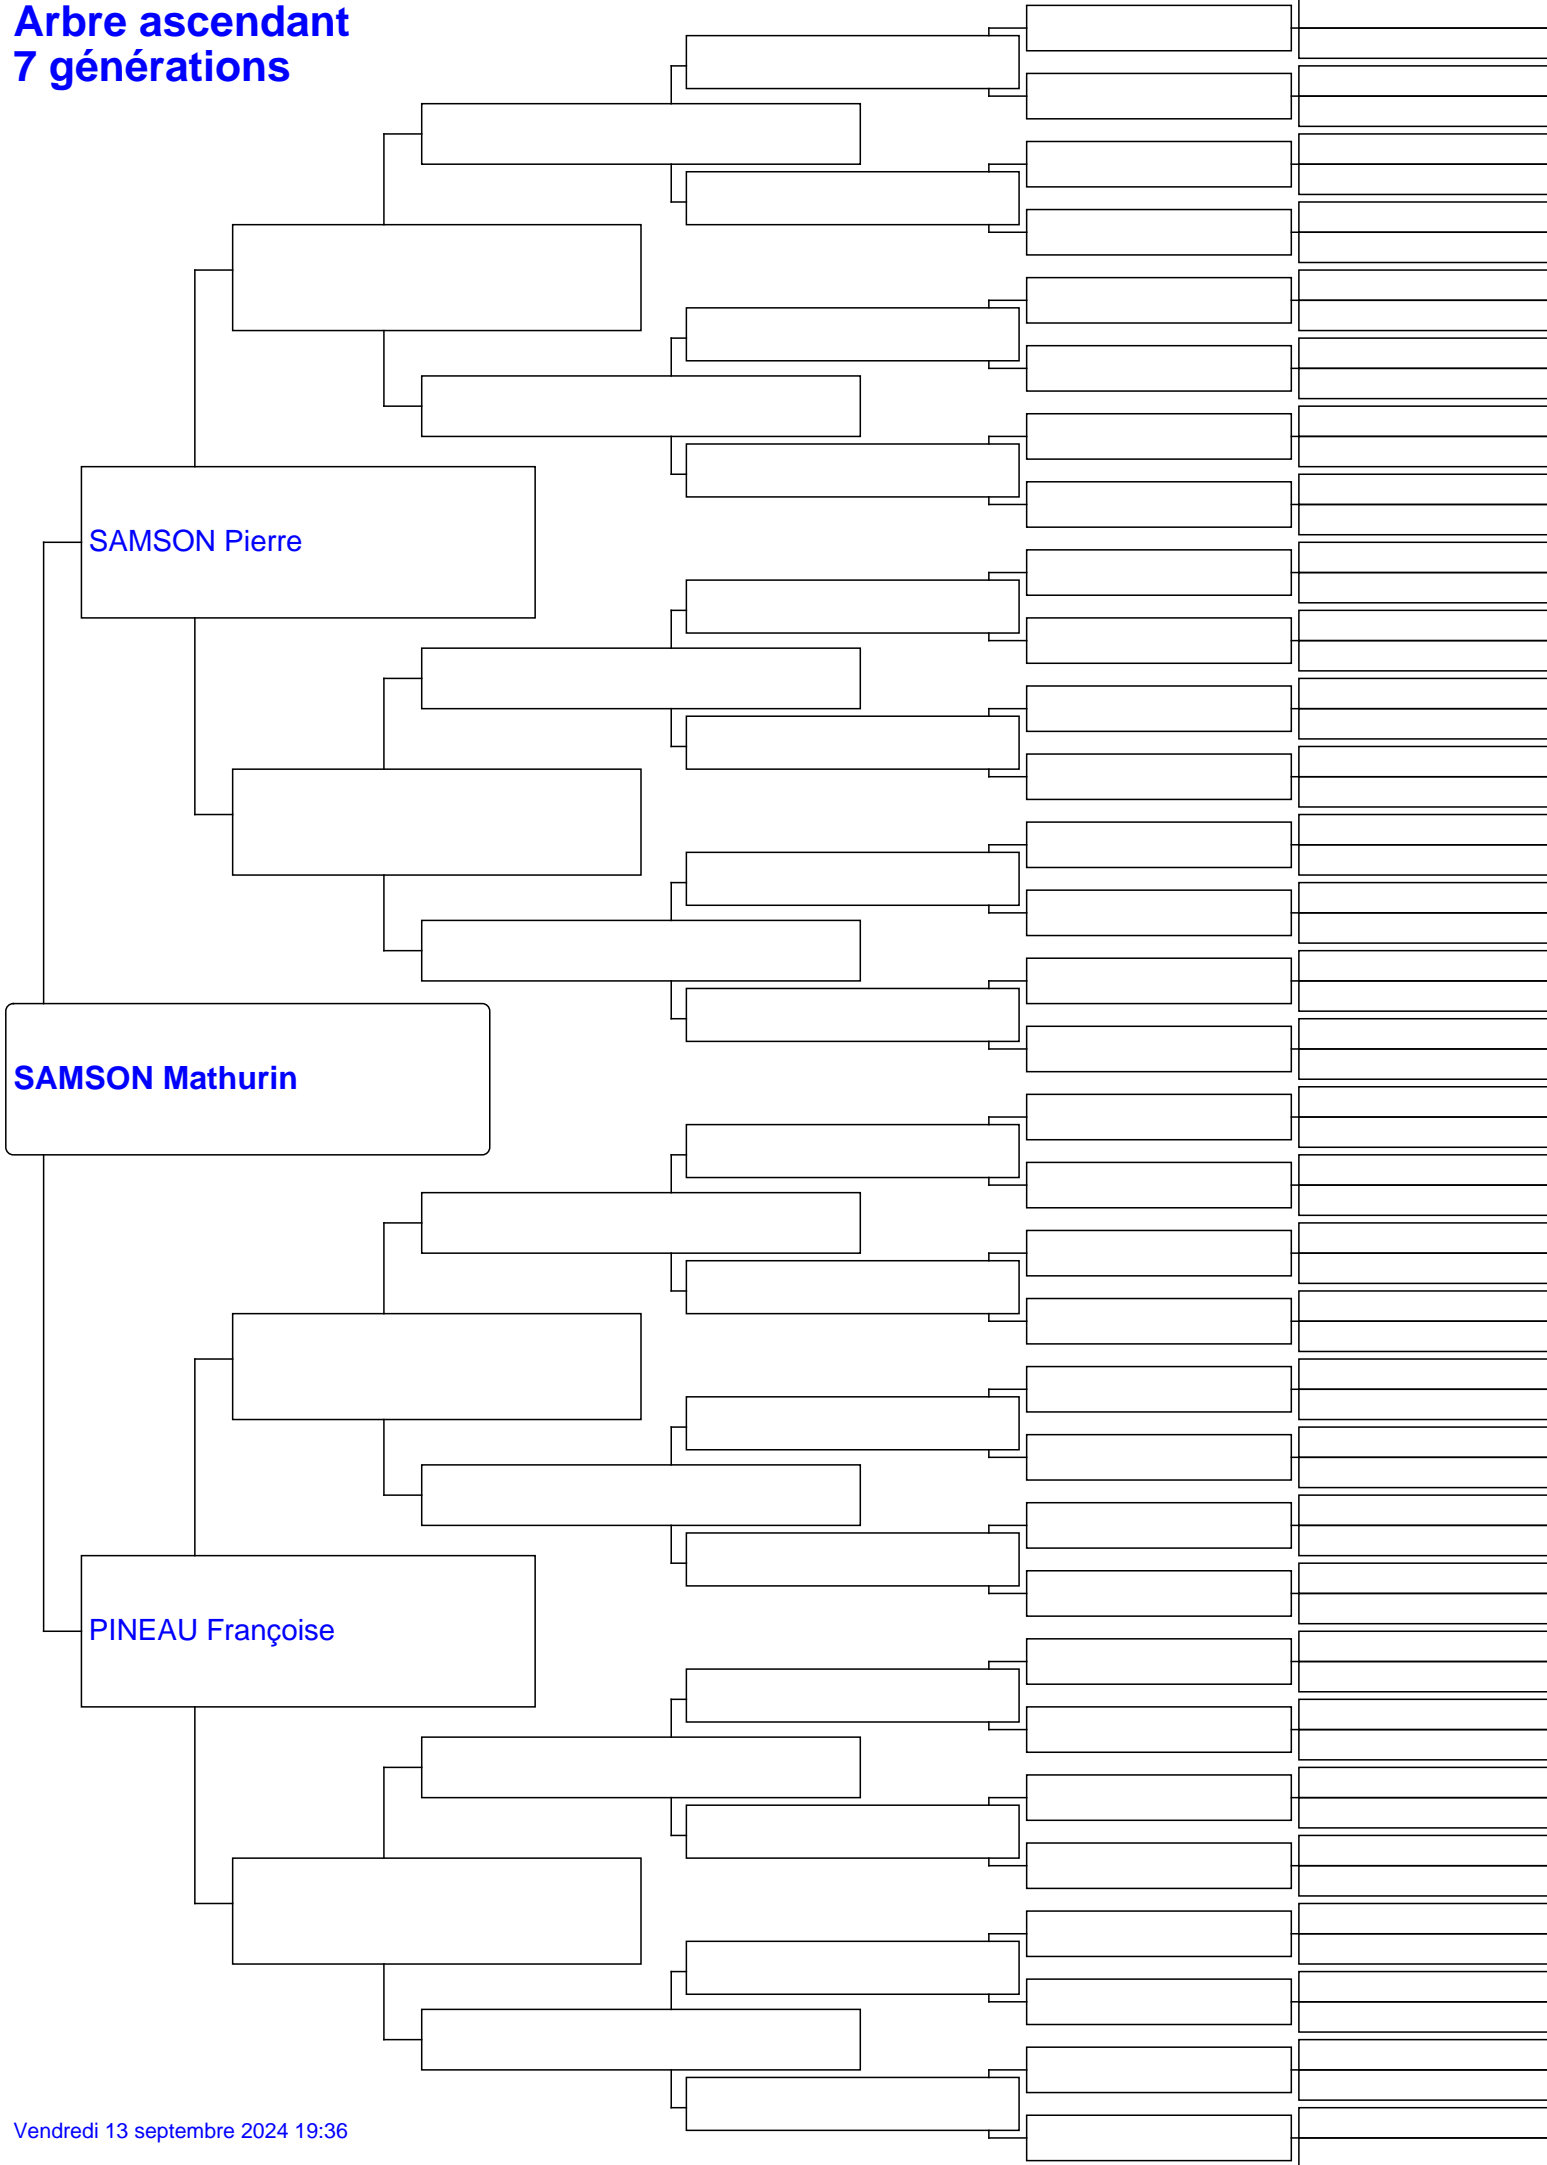 Arbre ascendant
7 générations
SAMSON Pierre
SAMSON Mathurin
PINEAU Françoise
Vendredi 13 septembre 2024 19:36